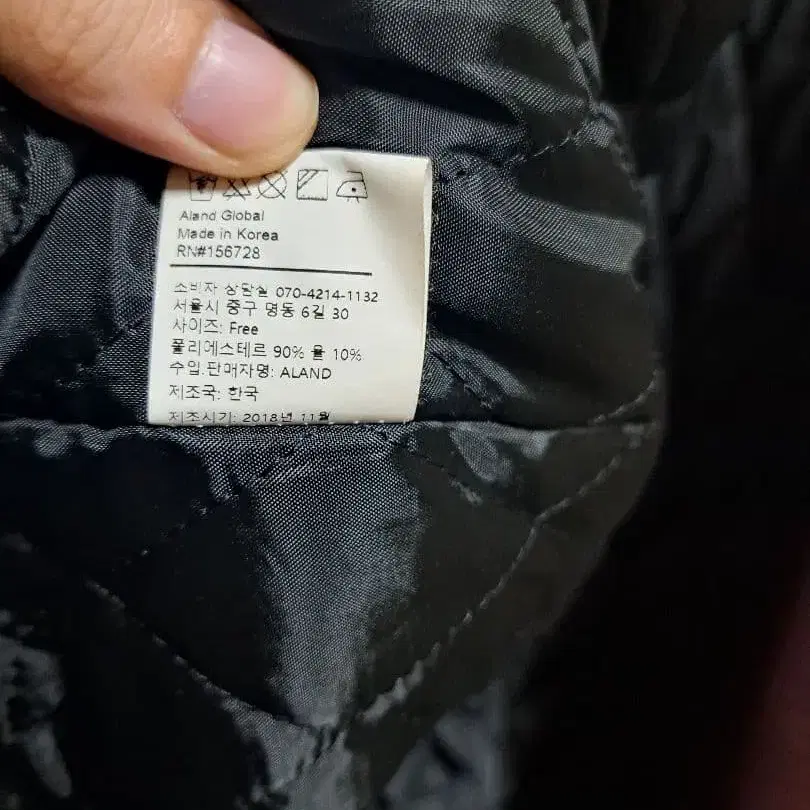 Aland Global
Made in Korea
RN#156728
소비자 상담실 070-4214-1132
서울시 중구 명동 6길 30
사이즈: Free
폴리에스테르 90% 울 10%
수입.판매자명: ALAND
제조국: 한국
제조시기: 2018년 11월